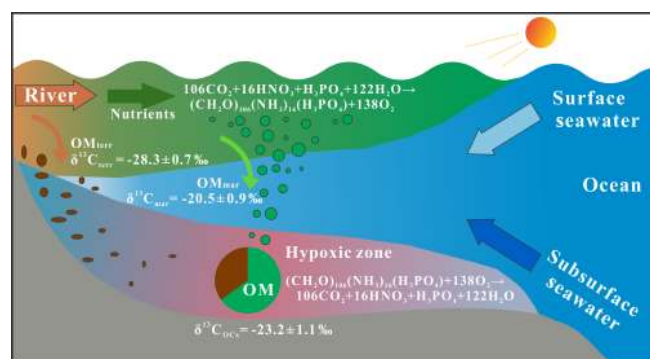 River
Nutrients
106CO₂+16HNO₃+H₃PO₄+122H₂O→
(CH₂O)₁₀₆(NH₃)₁₆(H₃PO₄)+138O₂
Surface
seawater
OMterr
δ¹³Cterr= -28.3±0.7‰
OMmar
δ¹³Cmar= -20.5±0.9‰
Ocean
Hypoxic zone
OM
(CH₂O)₁₀₆(NH₃)₁₆(H₃PO₄)+138O₂→
106CO₂+16HNO₃+H₃PO₄+122H₂O
Subsurface
seawater
δ¹³COCs= -23.2±1.1‰